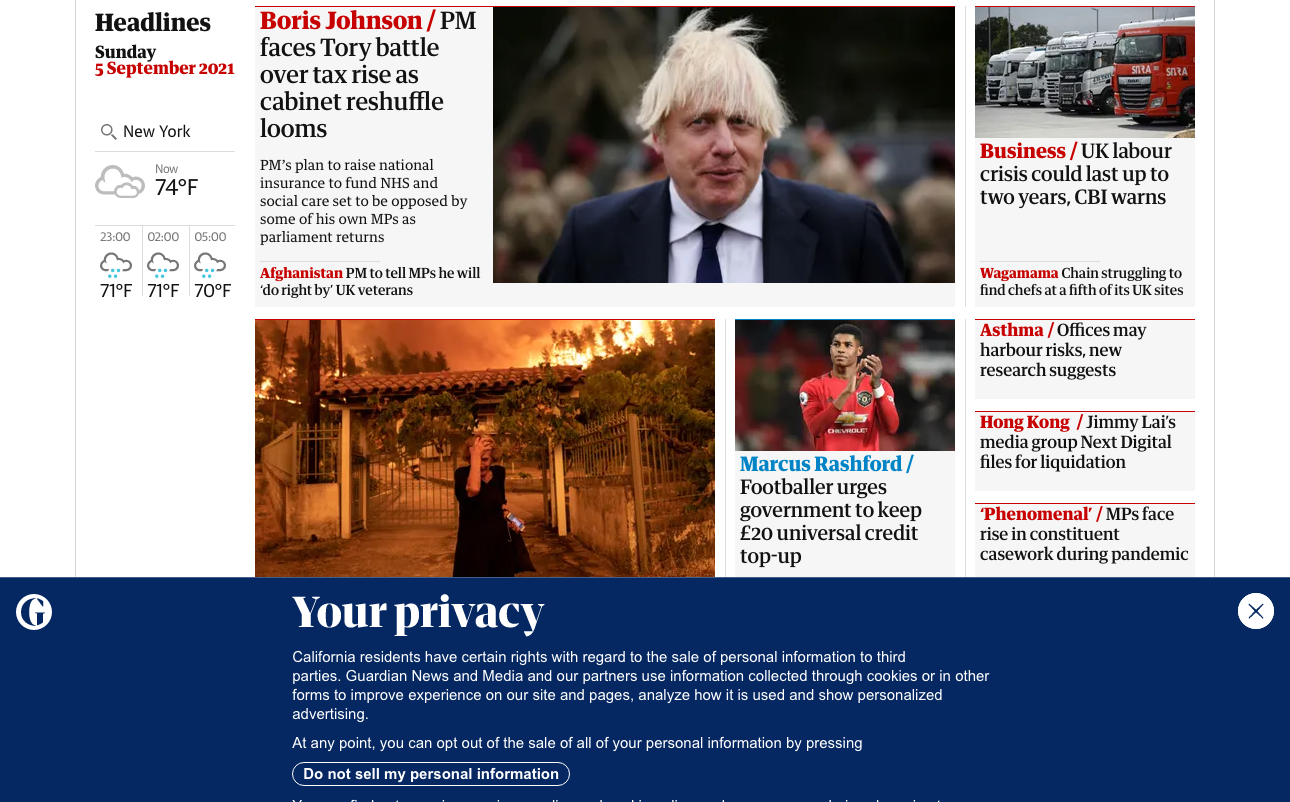 Headlines
Sunday
5 September 2021
New York
Now
74°F
23:00
02:00
05:00
71°F
71°F
70°F
Boris Johnson / PM
faces Tory battle
over tax rise as
cabinet reshuffle
looms
PM's plan to raise national
insurance to fund NHS and
social care set to be opposed by
some of his own MPs as
parliament returns
Afghanistan PM to tell MPs he will
'do right by' UK veterans
SITRA
SITRA
Business / UK labour
crisis could last up to
two years, CBI warns
Wagamama Chain struggling to
find chefs at a fifth of its UK sites
CHEVROLET
Marcus Rashford /
Footballer urges
government to keep
£20 universal credit
top-up
Asthma / Offices may
harbour risks, new
research suggests
Hong Kong / Jimmy Lai's
media group Next Digital
files for liquidation
'Phenomenal' / MPs face
rise in constituent
casework during pandemic
G
Your privacy
California residents have certain rights with regard to the sale of personal information to third
parties. Guardian News and Media and our partners use information collected through cookies or in other
forms to improve experience on our site and pages, analyze how it is used and show personalized
advertising.
At any point, you can opt out of the sale of all of your personal information by pressing
Do not sell my personal information